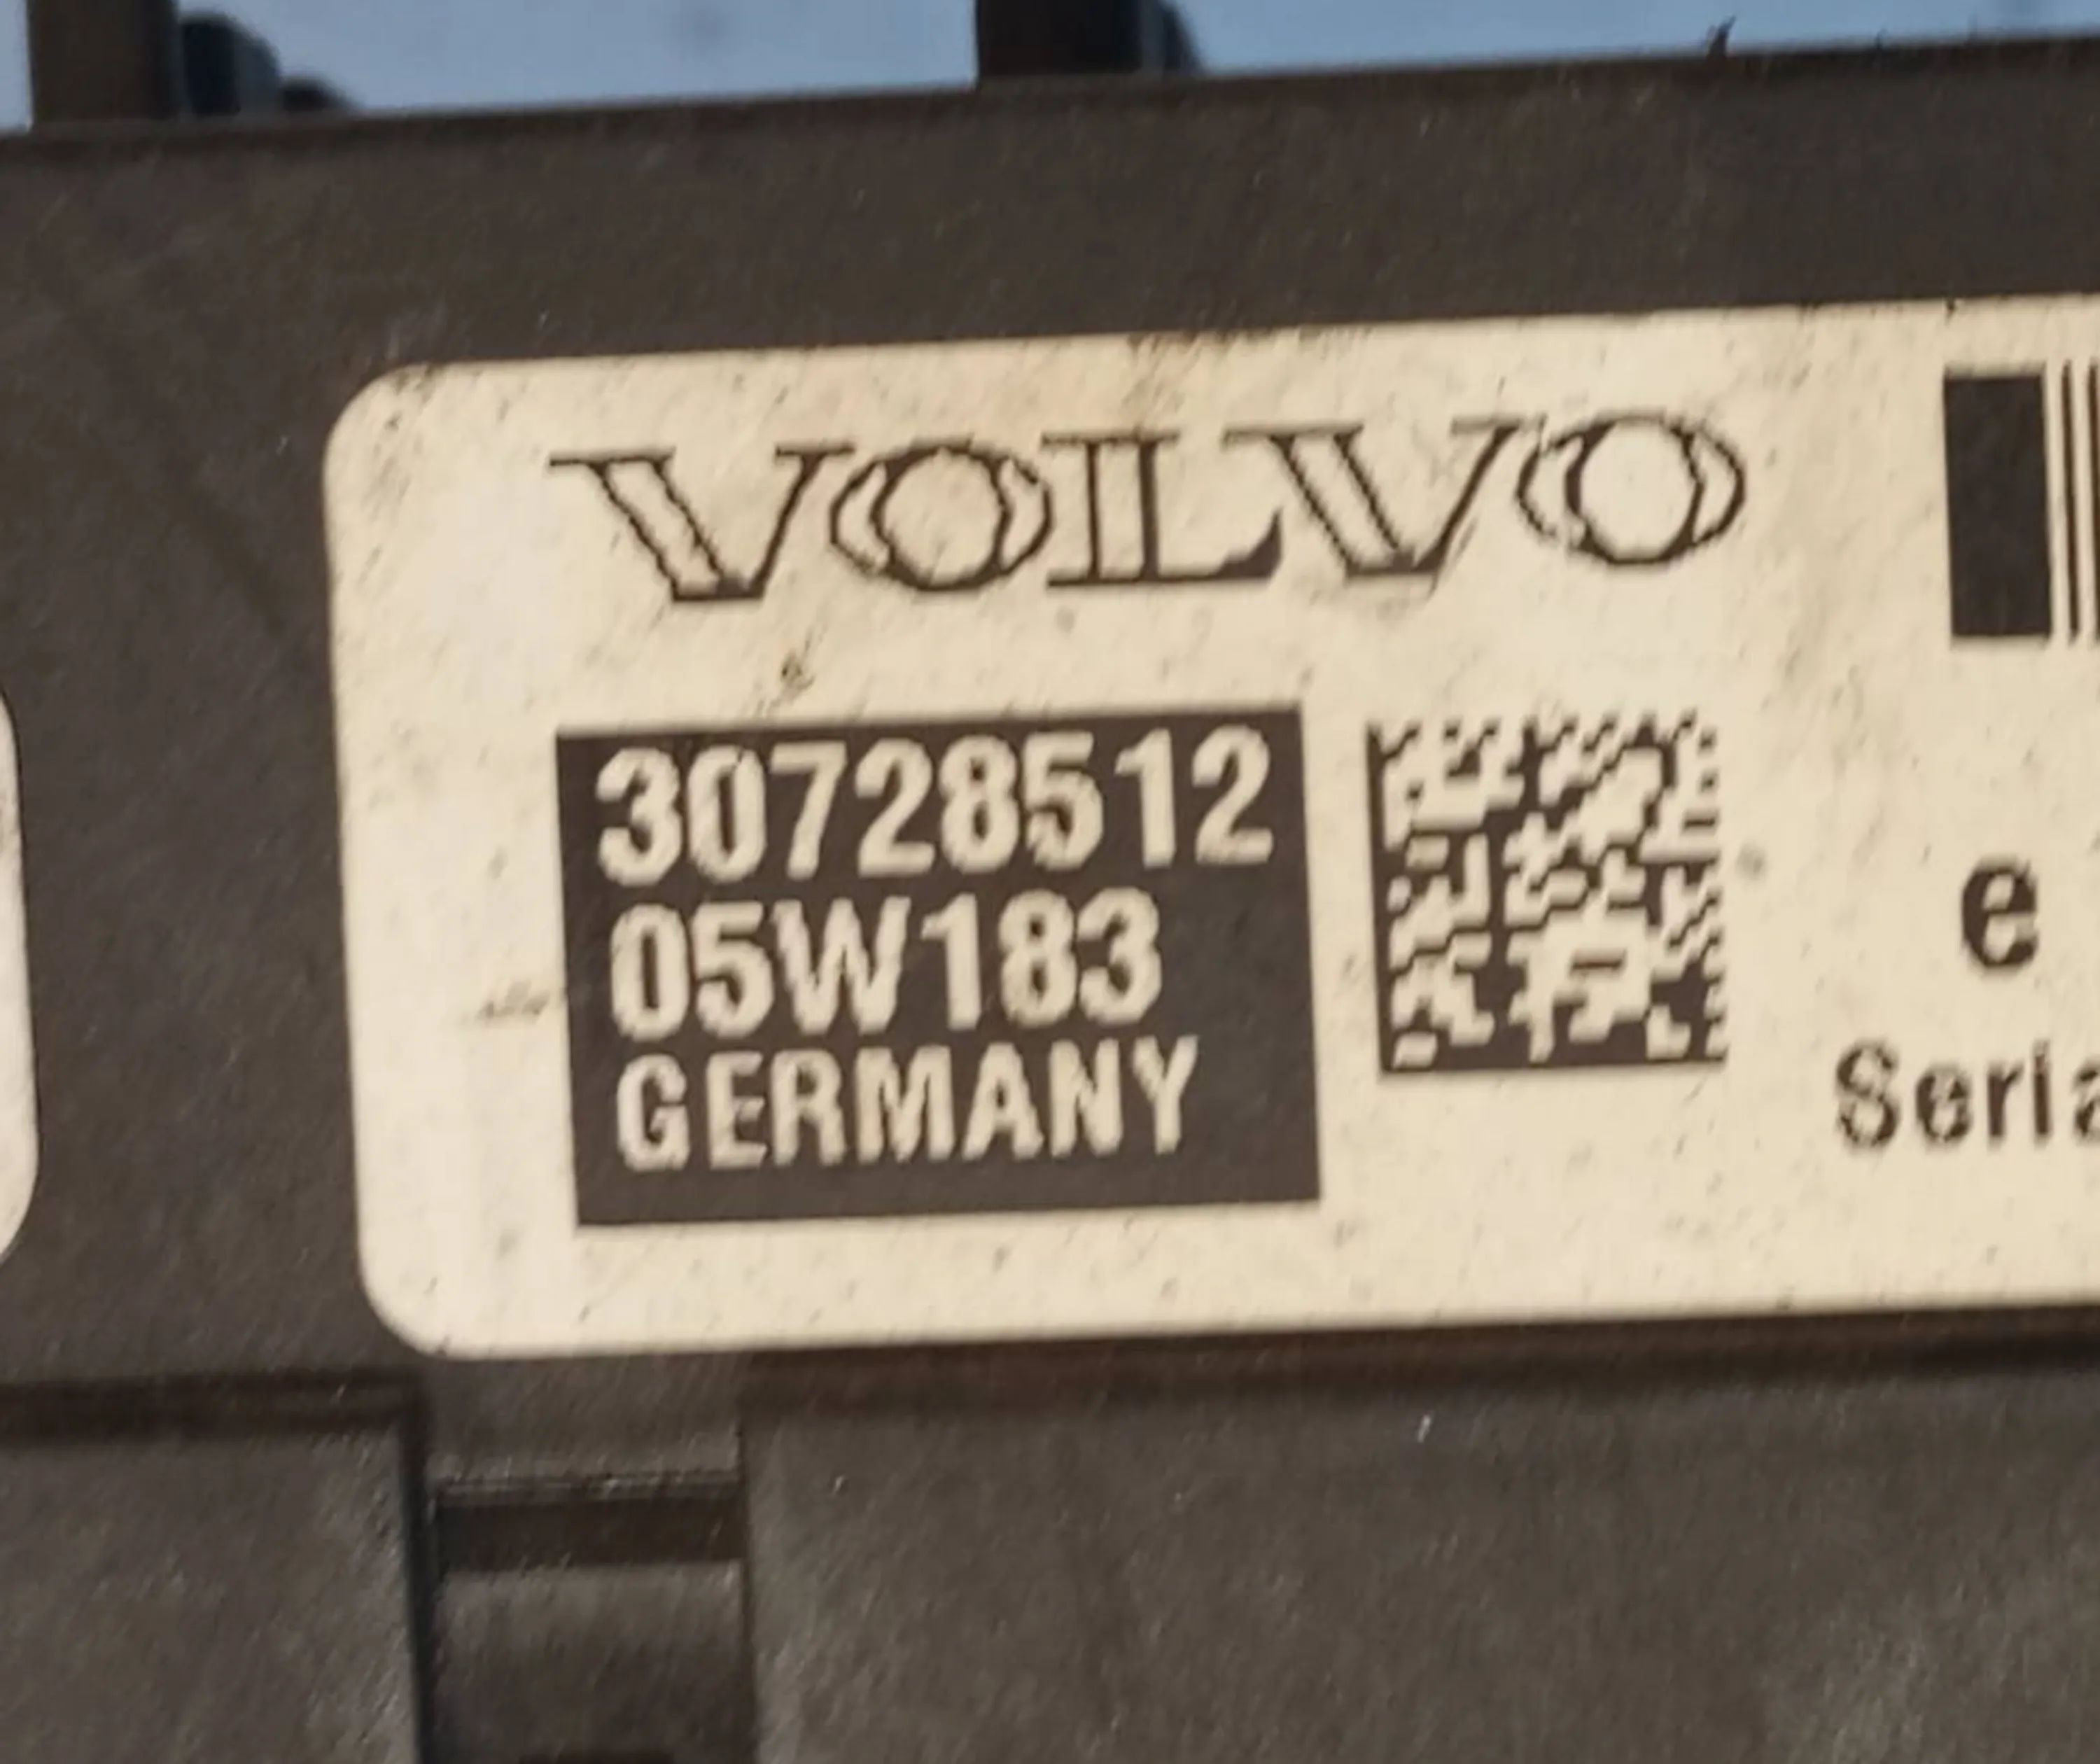 VOLVO
30728512
05W183
GERMANY
e
Seria